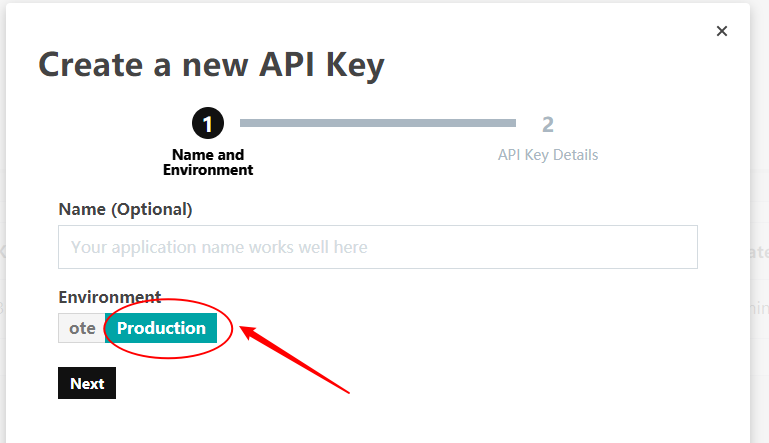 ×
Create a new API Key
1
2
Name and
Environment
API Key Details
Name (Optional)
Your application name works well here
Environment
ote Production
Next